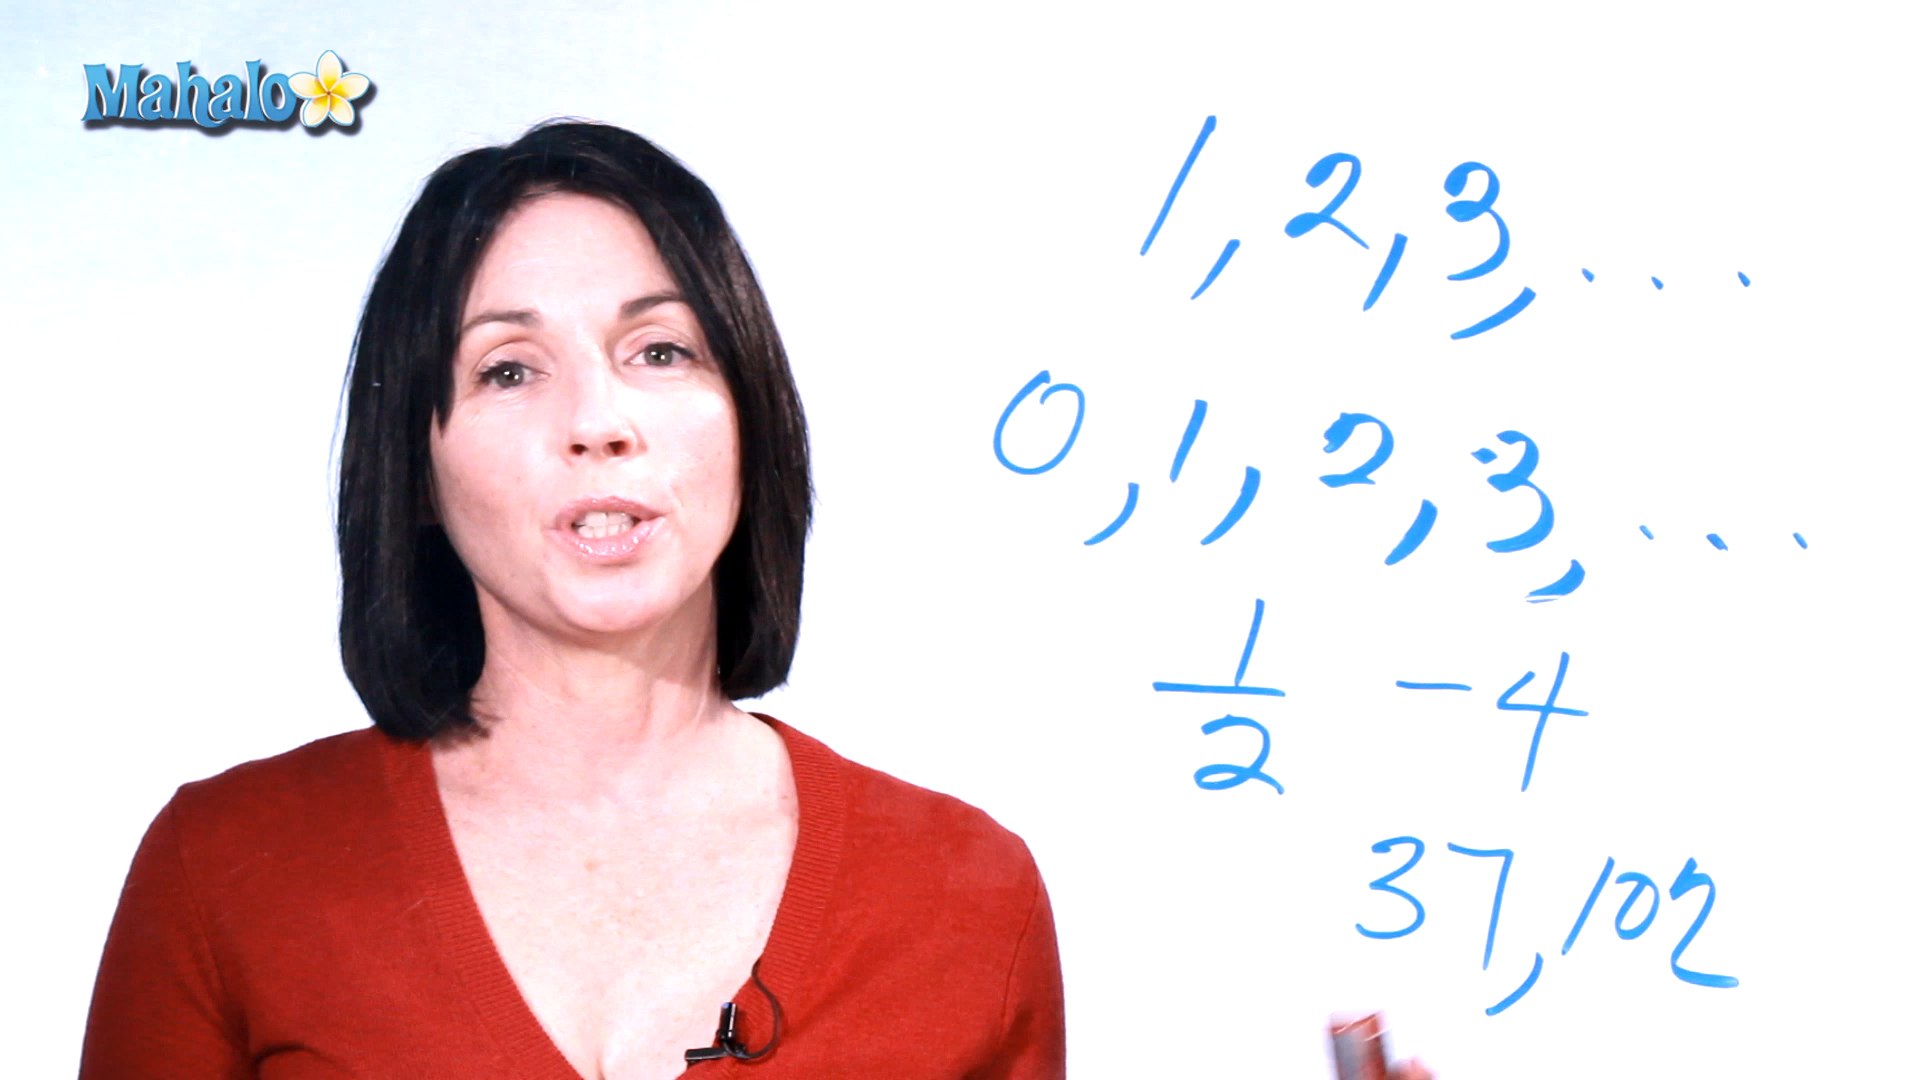 Mahalo
1, 2, 3, . . .
0, 1, 2, 3, . . .
1/2 -4
37,102